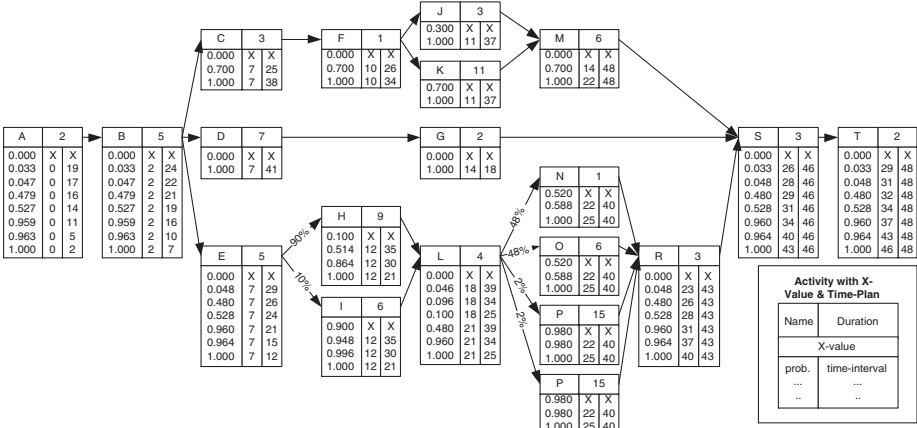 J 3
0.300 X X
1.000 11 37
C 3
0.000 X X
0.700 7 25
1.000 7 38
F 1
0.000 X X
0.700 10 26
1.000 10 34
M 6
0.000 X X
0.700 14 48
1.000 22 48
K 11
0.700 X X
1.000 11 37
A 2
0.000 X X
0.033 0 19
0.047 0 17
0.479 0 16
0.527 0 14
0.959 0 11
0.963 0 5
1.000 0 2
B 5
0.000 X X
0.033 2 24
0.047 2 22
0.479 2 21
0.527 2 19
0.959 2 16
0.963 2 10
1.000 2 7
D 7
0.000 X X
1.000 7 41
G 2
0.000 X X
1.000 14 18
S 3
0.000 X X
0.033 26 46
0.048 28 46
0.480 29 46
0.528 31 46
0.960 34 46
0.964 40 46
1.000 43 46
T 2
0.000 X X
0.033 29 48
0.048 31 48
0.480 32 48
0.528 34 48
0.960 37 48
0.964 43 48
1.000 46 48
E 5
0.000 X X
0.048 7 29
0.480 7 26
0.528 7 24
0.960 7 21
0.964 7 15
1.000 7 12
90%
10%
H 9
0.100 X X
0.514 12 35
0.864 12 30
1.000 12 21
I 6
0.900 X X
0.948 12 35
0.996 12 30
1.000 12 21
L 4
0.000 X X
0.046 18 39
0.096 18 34
0.100 18 25
0.480 21 39
0.960 21 34
1.000 21 25
48%
48%
2%
2%
N 1
0.520 X X
0.588 22 40
1.000 25 40
O 6
0.520 X X
0.588 22 40
1.000 25 40
P 15
0.980 X X
0.980 22 40
1.000 25 40
P 15
0.980 X X
0.980 22 40
1.000 25 40
R 3
0.000 X X
0.048 23 43
0.480 26 43
0.528 28 43
0.960 31 43
0.964 37 43
1.000 40 43
Activity with X-
Value & Time-Plan
Name Duration
X-value
prob. time-interval
... ...
.. ..